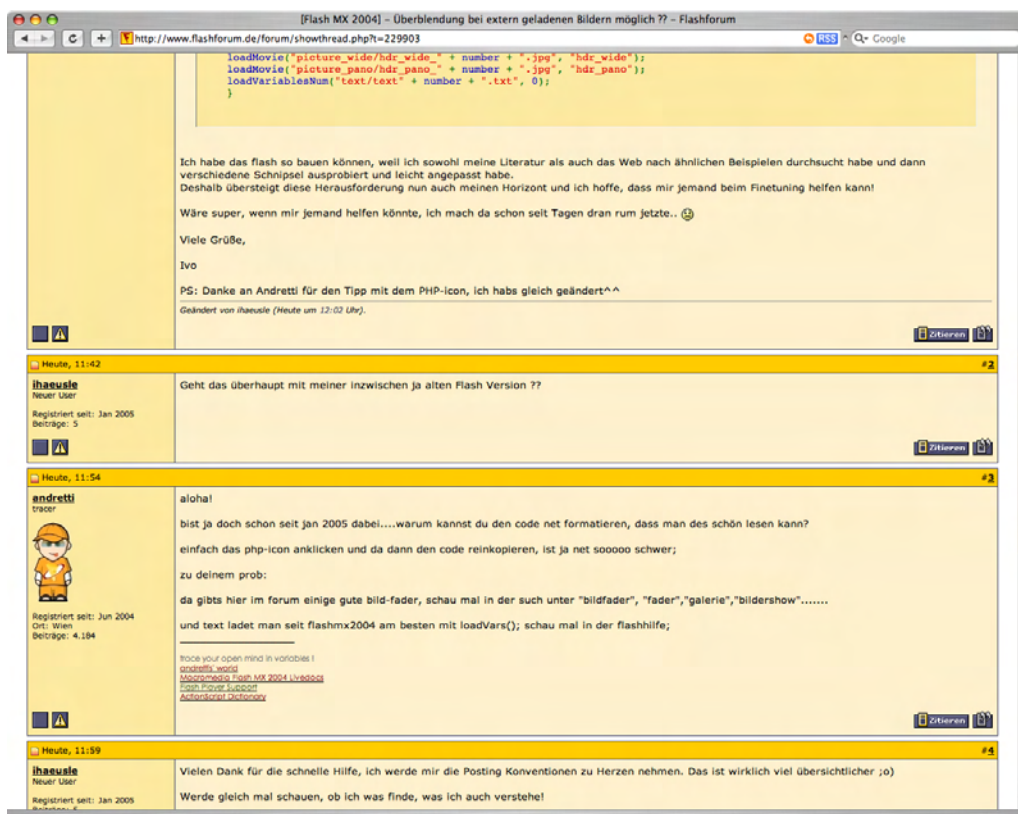 [Flash MX 2004] – Überblendung bei extern geladenen Bildern möglich ?? – Flashforum
http://www.flashforum.de/forum/showthread.php?t=229903
RSS
Google
loadMovie("picture_wide/hdr_wide_" + number + ".jpg", "hdr_wide");
loadMovie("picture_pano/hdr_pano_" + number + ".jpg", "hdr_pano");
loadVariablesNum("text/text" + number + ".txt", 0);
}
Ich habe das flash so bauen können, weil ich sowohl meine Literatur als auch das Web nach ähnlichen Beispielen durchsucht habe und dann
verschiedene Schnipsel ausprobiert und leicht angepasst habe.
Deshalb übersteigt diese Herausforderung nun auch meinen Horizont und ich hoffe, dass mir jemand beim Finetuning helfen kann!
Wäre super, wenn mir jemand helfen könnte, ich mach da schon seit Tagen dran rum jetzte..
Viele Grüße,
Ivo
PS: Danke an Andretti für den Tipp mit dem PHP-icon, ich habs gleich geändert^^
Geändert von ihaeusle (Heute um 12:02 Uhr).
Zitieren
Heute, 11:42
#2
ihaeusle
Neuer User
Registriert seit: Jan 2005
Beiträge: 5
Geht das überhaupt mit meiner inzwischen ja alten Flash Version ??
Zitieren
Heute, 11:54
#3
andretti
tracer
Registriert seit: Jun 2004
Ort: Wien
Beiträge: 4.184
aloha!
bist ja doch schon seit jan 2005 dabei....warum kannst du den code net formatieren, dass man des schön lesen kann?
einfach das php-icon anklicken und da dann den code reinkopieren, ist ja net sooooo schwer;
zu deinem prob:
da gibts hier im forum einige gute bild-fader, schau mal in der such unter "bildfader", "fader","galerie","bildershow".......
und text ladet man seit flashmx2004 am besten mit loadVars(); schau mal in der flashhilfe;
trace your open mind in variables !
andretti's' world
Macromedia Flash MX 2004 Livedocs
Flash Player Support
ActionScript Dictionary
Zitieren
Heute, 11:59
#4
ihaeusle
Neuer User
Registriert seit: Jan 2005
Beiträge: 5
Vielen Dank für die schnelle Hilfe, ich werde mir die Posting Konventionen zu Herzen nehmen. Das ist wirklich viel übersichtlicher ;o)
Werde gleich mal schauen, ob ich was finde, was ich auch verstehe!